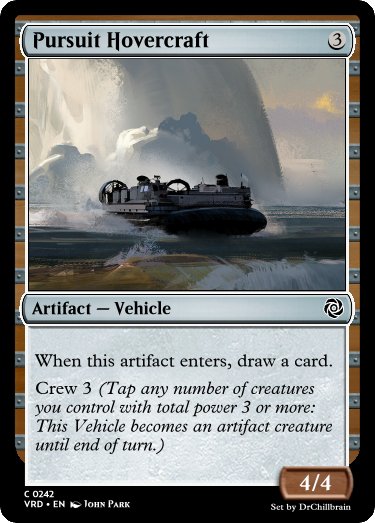 Pursuit Hovercraft 3
Artifact — Vehicle
When this artifact enters, draw a card.
Crew 3 (Tap any number of creatures
you control with total power 3 or more:
This Vehicle becomes an artifact creature
until end of turn.)
4/4
C 0242
VRD • EN John Park
Set by DrChillbrain